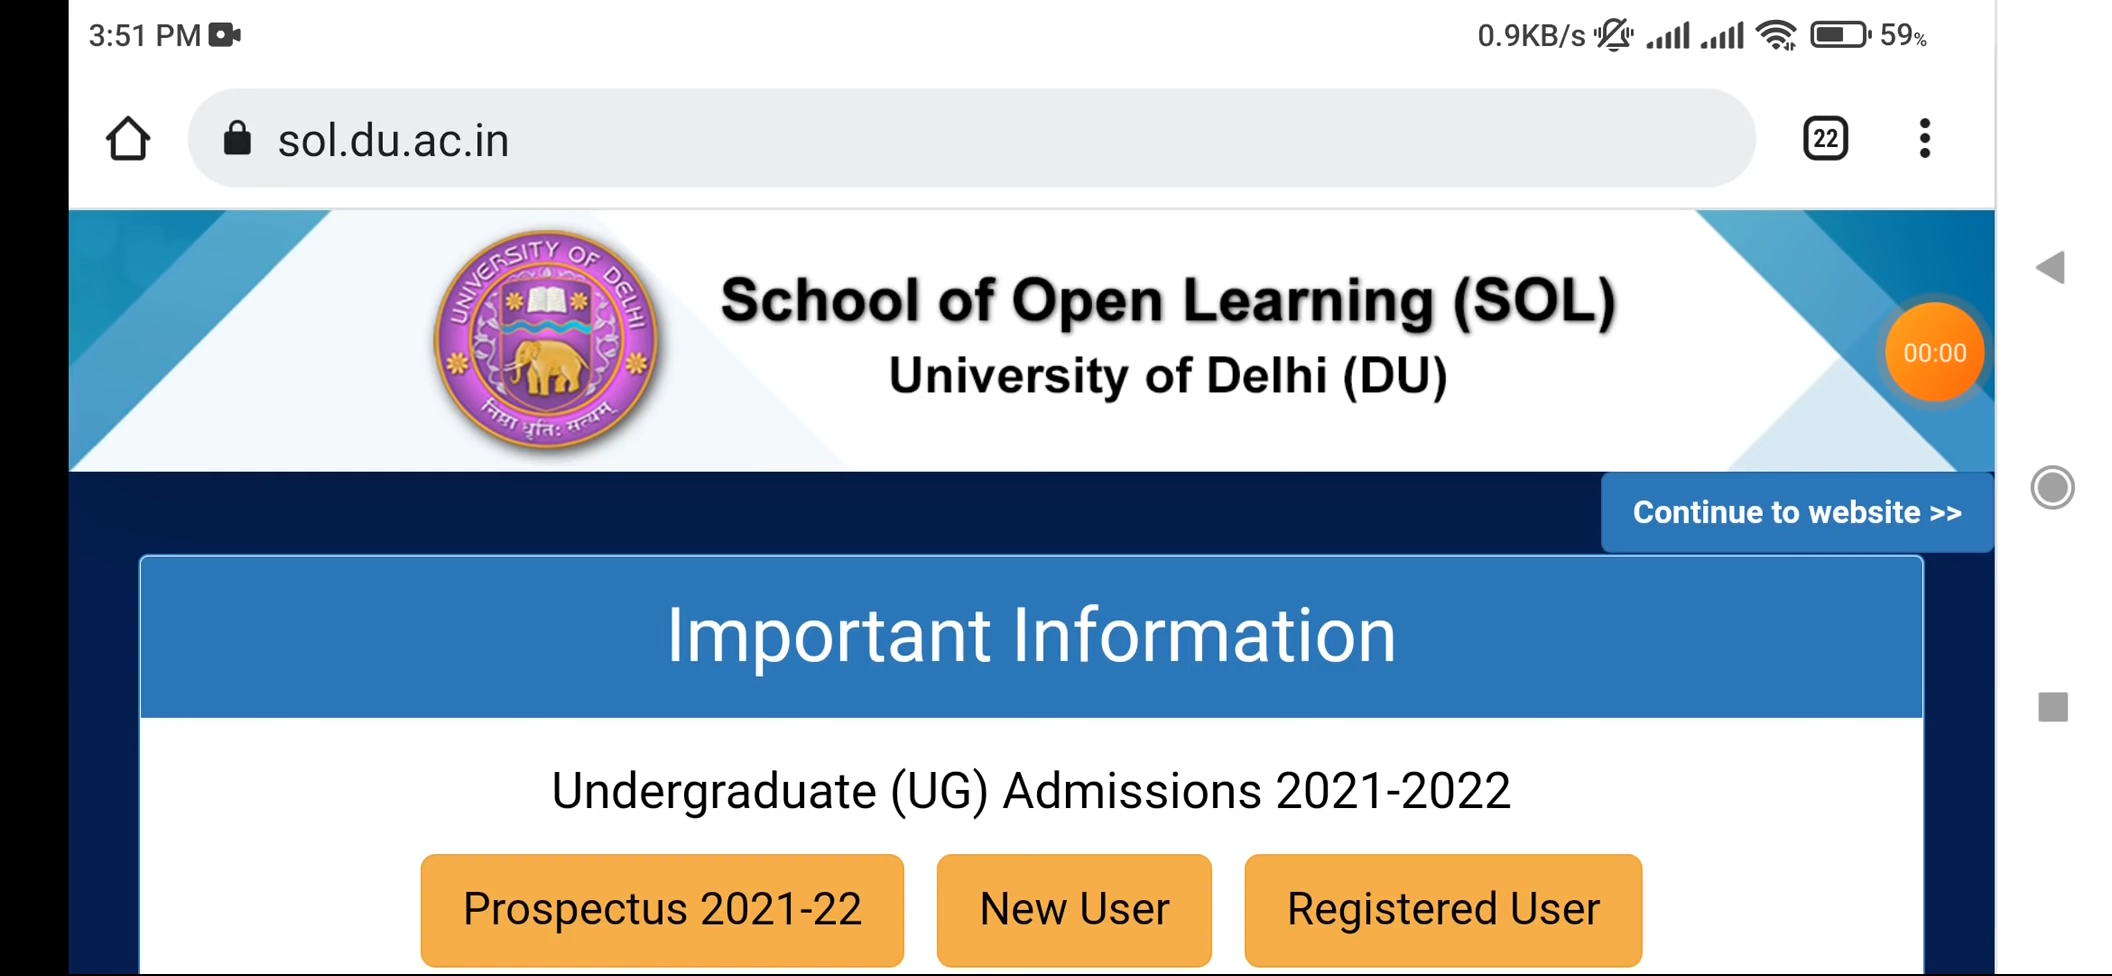 3:51 PM
0.9KB/s
59%
sol.du.ac.in
22
UNIVERSITY OF DELHI
निष्ठा धृति: सत्यम्
School of Open Learning (SOL)
University of Delhi (DU)
00:00
Continue to website >>
Important Information
Undergraduate (UG) Admissions 2021-2022
Prospectus 2021-22
New User
Registered User